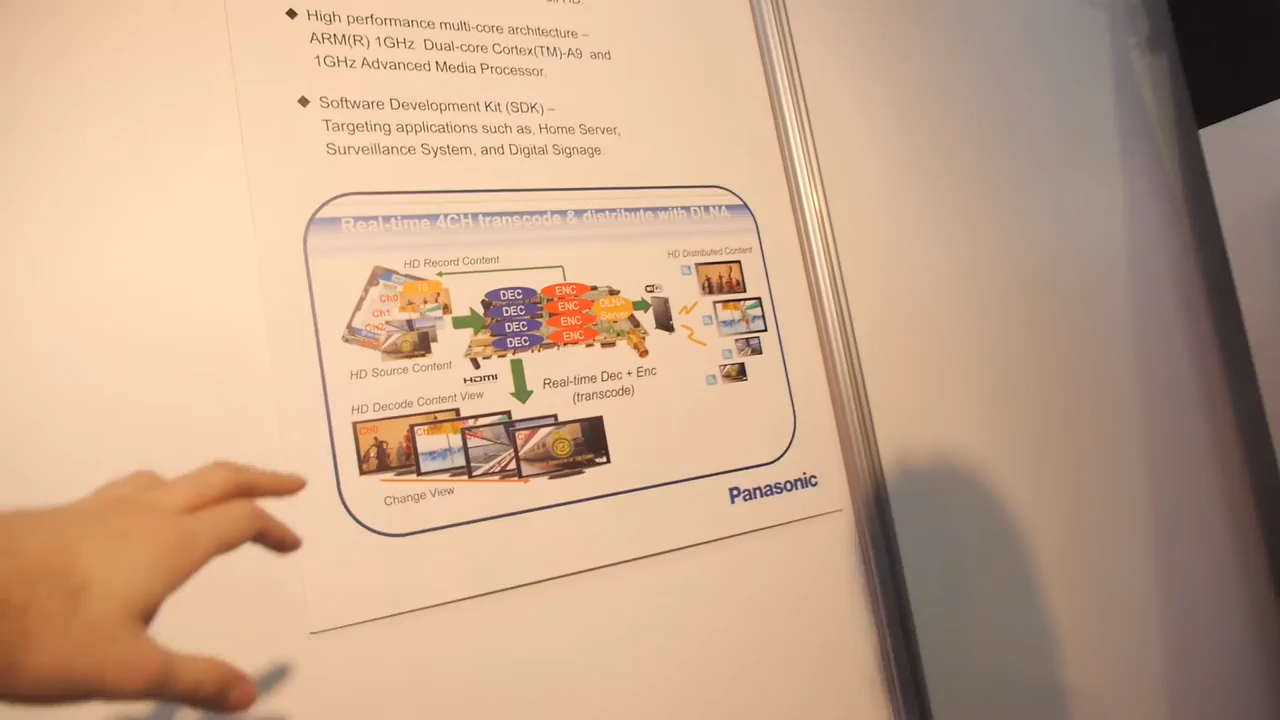 ◆ High performance multi-core architecture –
ARM(R) 1GHz Dual-core Cortex(TM)-A9 and
1GHz Advanced Media Processor.
◆ Software Development Kit (SDK) –
Targeting applications such as, Home Server,
Surveillance System, and Digital Signage.
Real-time 4CH transcode & distribute with DLNA
HD Record Content
HD Distributed Content
TS
Ch0
Ch1
Ch2
DEC ENC
DEC ENC
DEC ENC
DEC ENC
DLNA
Server
WiFi
HD Source Content
HDMI
Real-time Dec + Enc
(transcode)
HD Decode Content View
Ch0
Change View
Panasonic